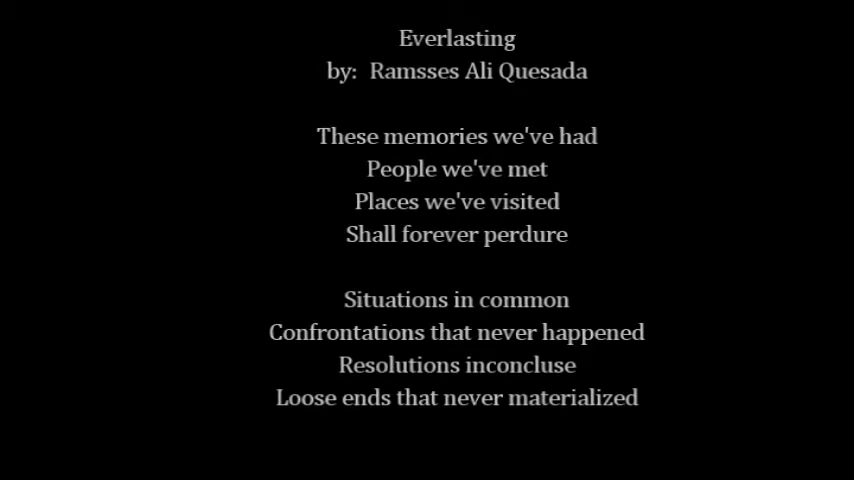 Everlasting
by:  Ramsses Ali Quesada
These memories we've had
People we've met
Places we've visited
Shall forever perdure
Situations in common
Confrontations that never happened
Resolutions inconcluse
Loose ends that never materialized